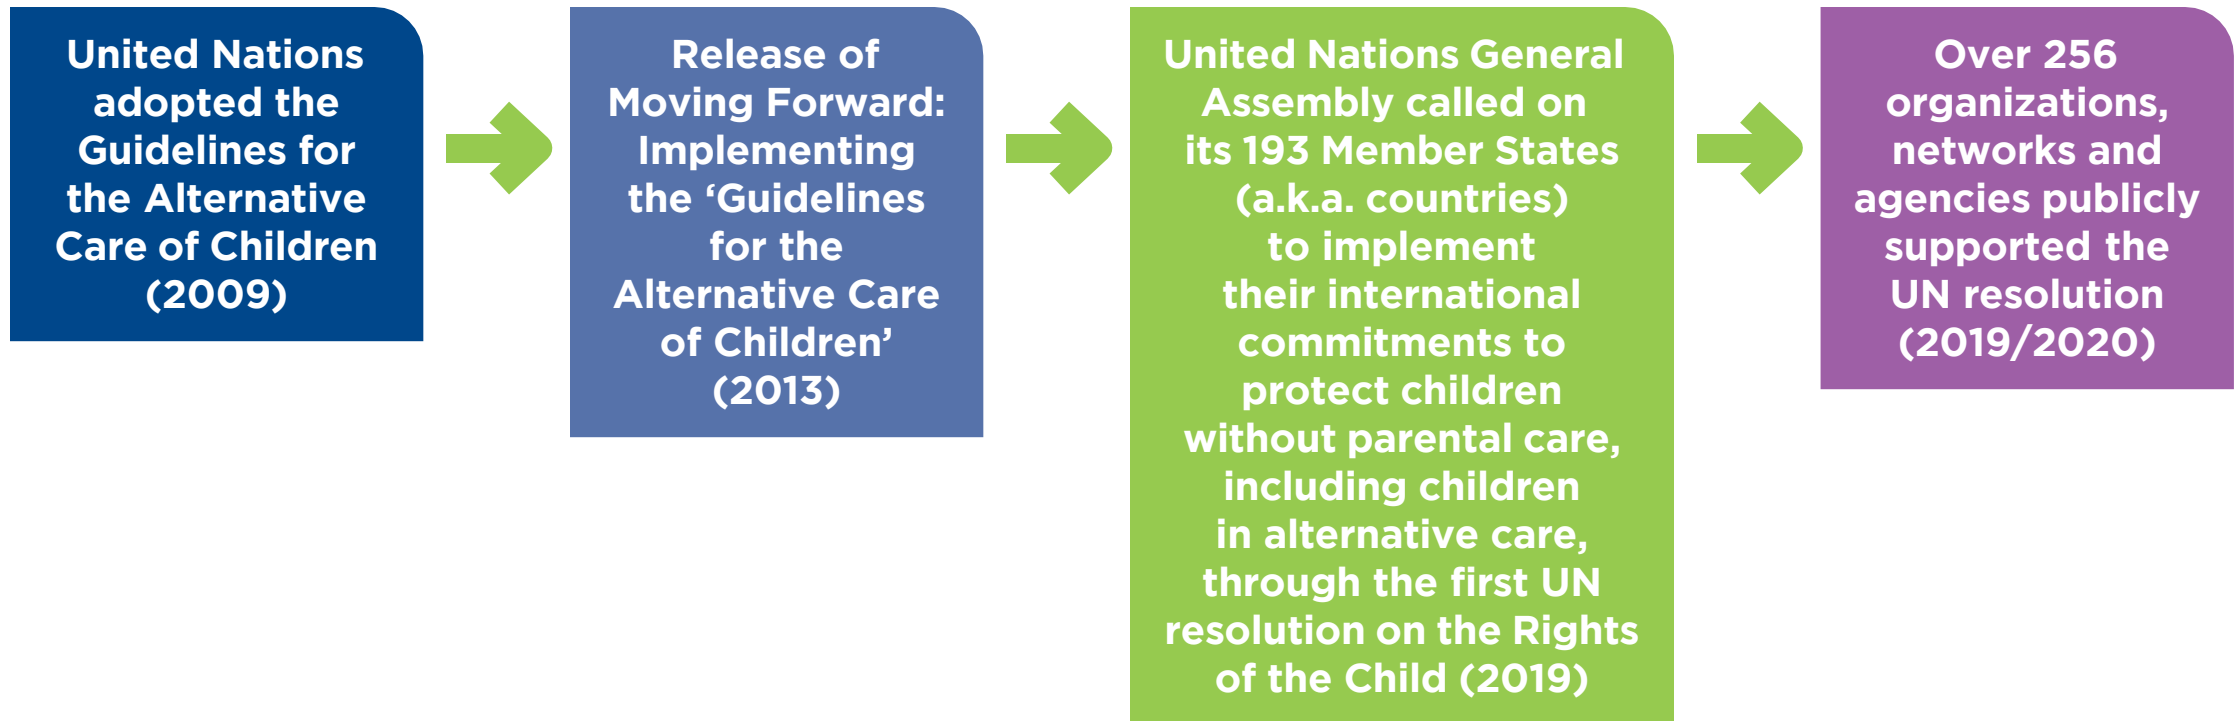 United Nations
adopted the
Guidelines for
the Alternative
Care of Children
(2009)
Release of
Moving Forward:
Implementing
the ‘Guidelines
for the
Alternative Care
of Children’
(2013)
United Nations General
Assembly called on
its 193 Member States
(a.k.a. countries)
to implement
their international
commitments to
protect children
without parental care,
including children
in alternative care,
through the first UN
resolution on the Rights
of the Child (2019)
Over 256
organizations,
networks and
agencies publicly
supported the
UN resolution
(2019/2020)